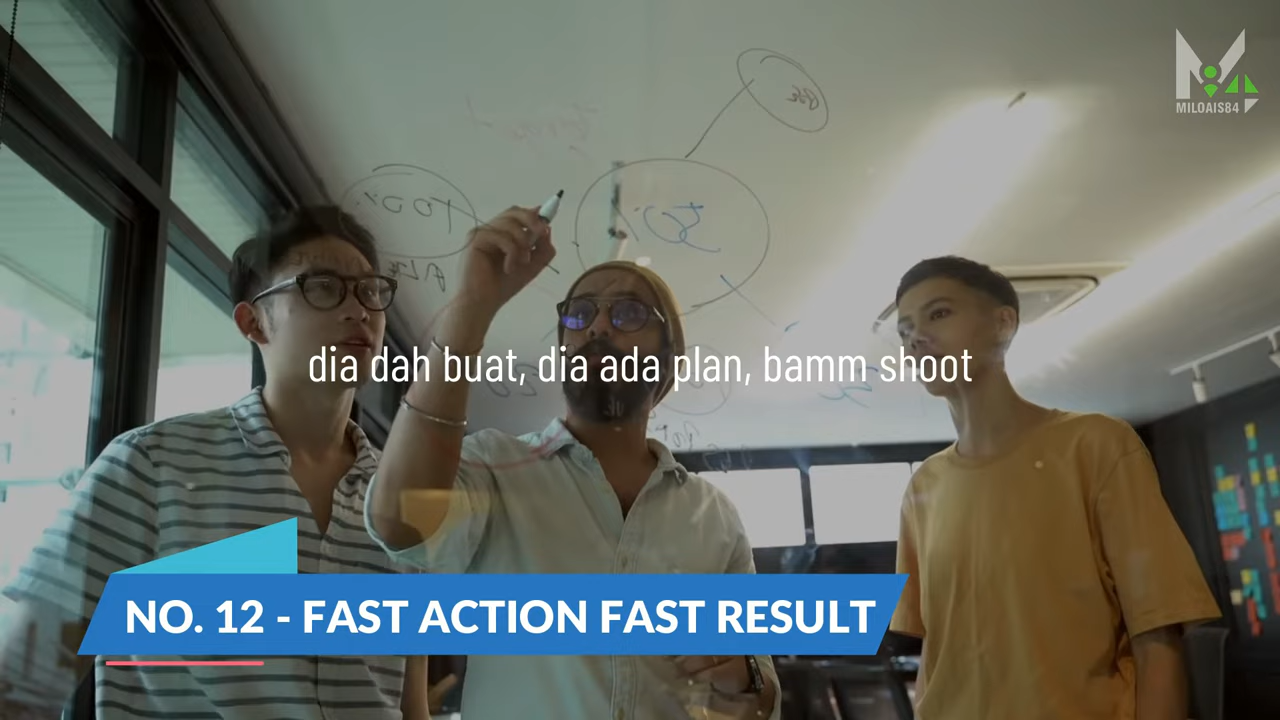 MILOAIS84
dia dah buat, dia ada plan, bamm shoot
NO. 12 - FAST ACTION FAST RESULT